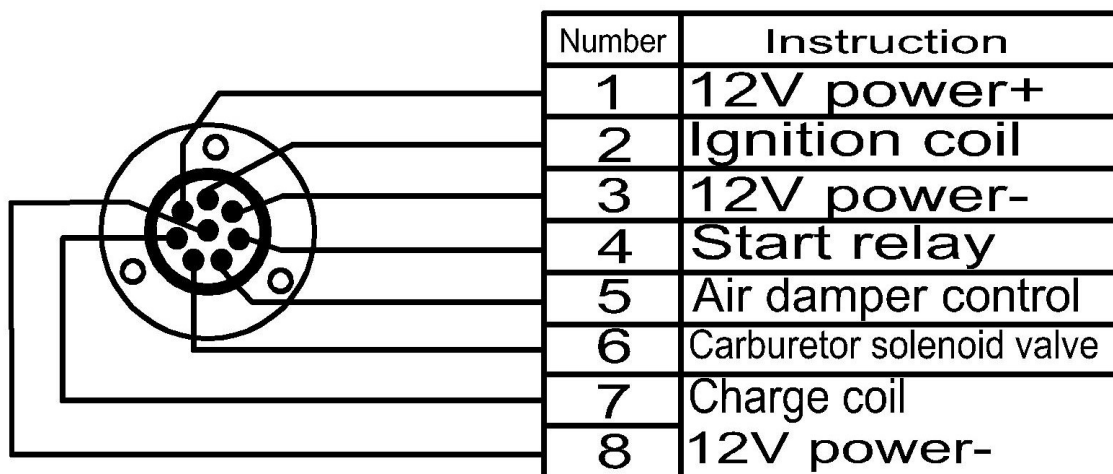 Number Instruction
1 12V power+
2 Ignition coil
3 12V power-
4 Start relay
5 Air damper control
6 Carburetor solenoid valve
7 Charge coil
8 12V power-